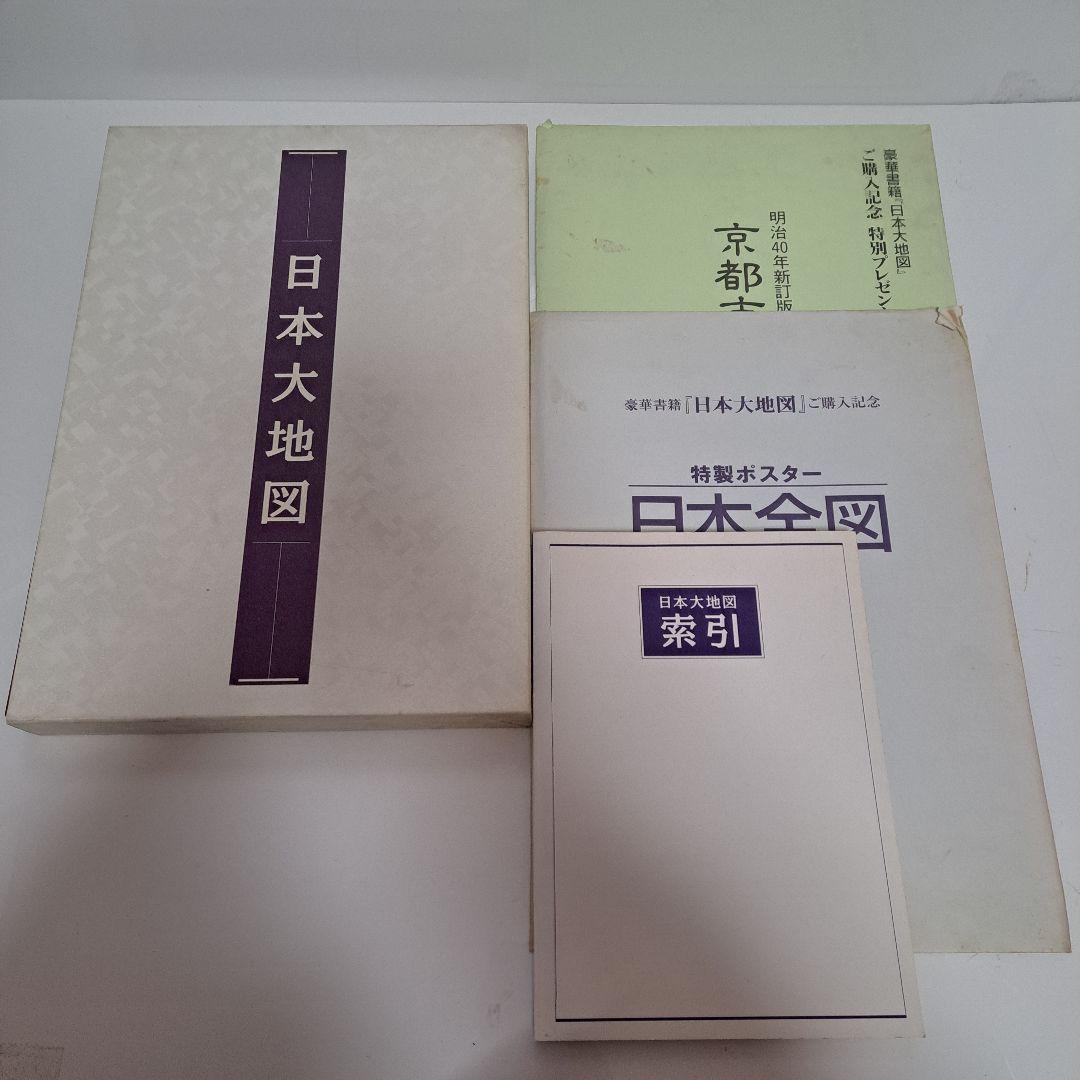 日本大地図
豪華書籍『日本大地図』
ご購入記念 特別プレゼン
明治40年新訂版
京都市
豪華書籍『日本大地図』ご購入記念
特製ポスター
日本全図
日本大地図
索引